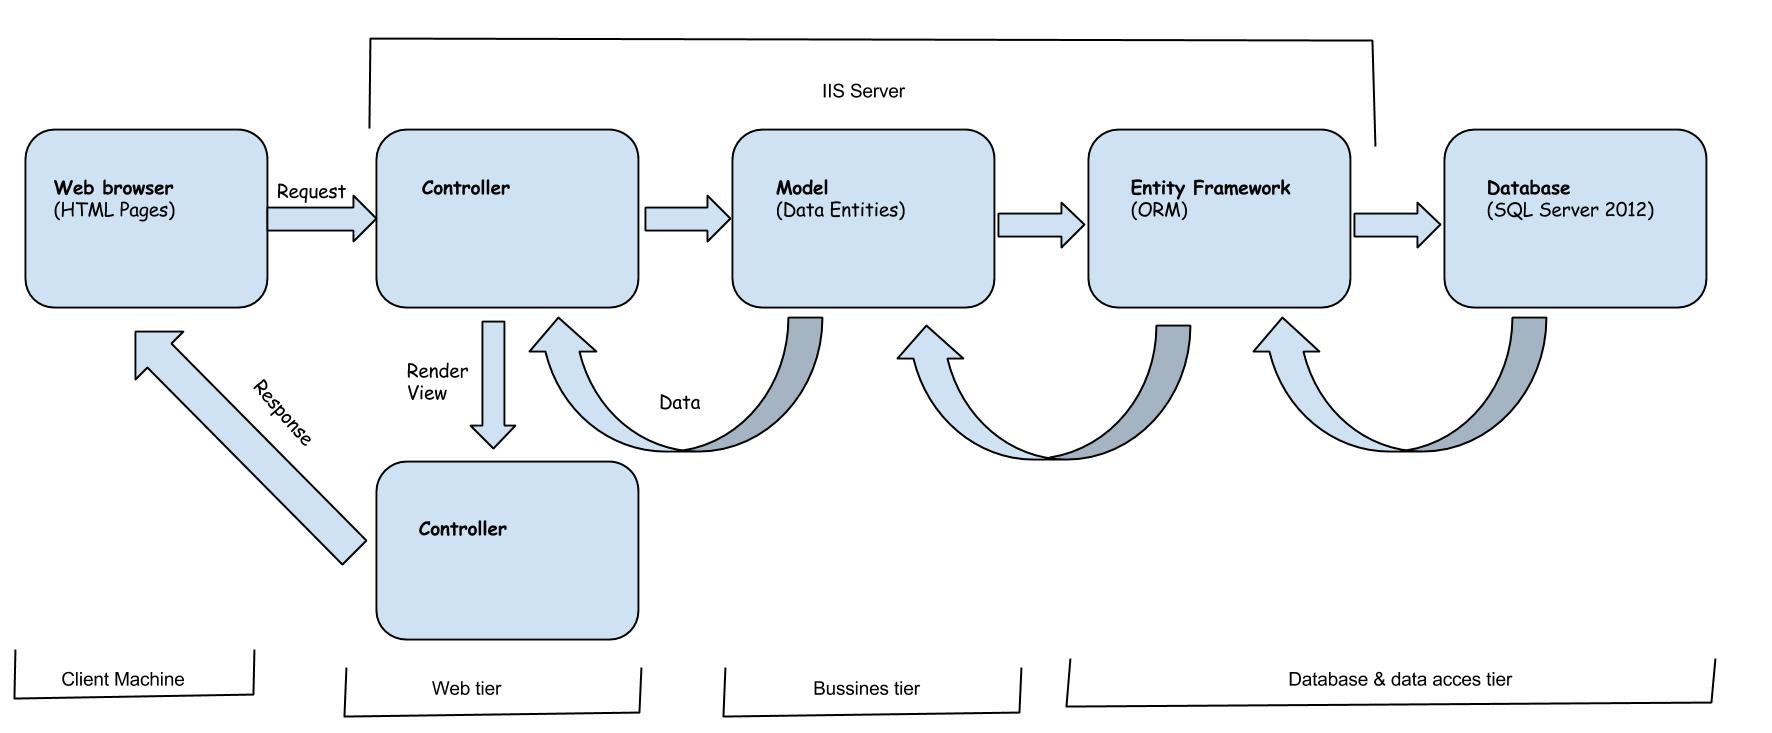 IIS Server
Web browser
(HTML Pages)
Request
Controller
Model
(Data Entities)
Entity Framework
(ORM)
Database
(SQL Server 2012)
Response
Render
View
Data
Controller
Client Machine
Web tier
Bussines tier
Database & data acces tier